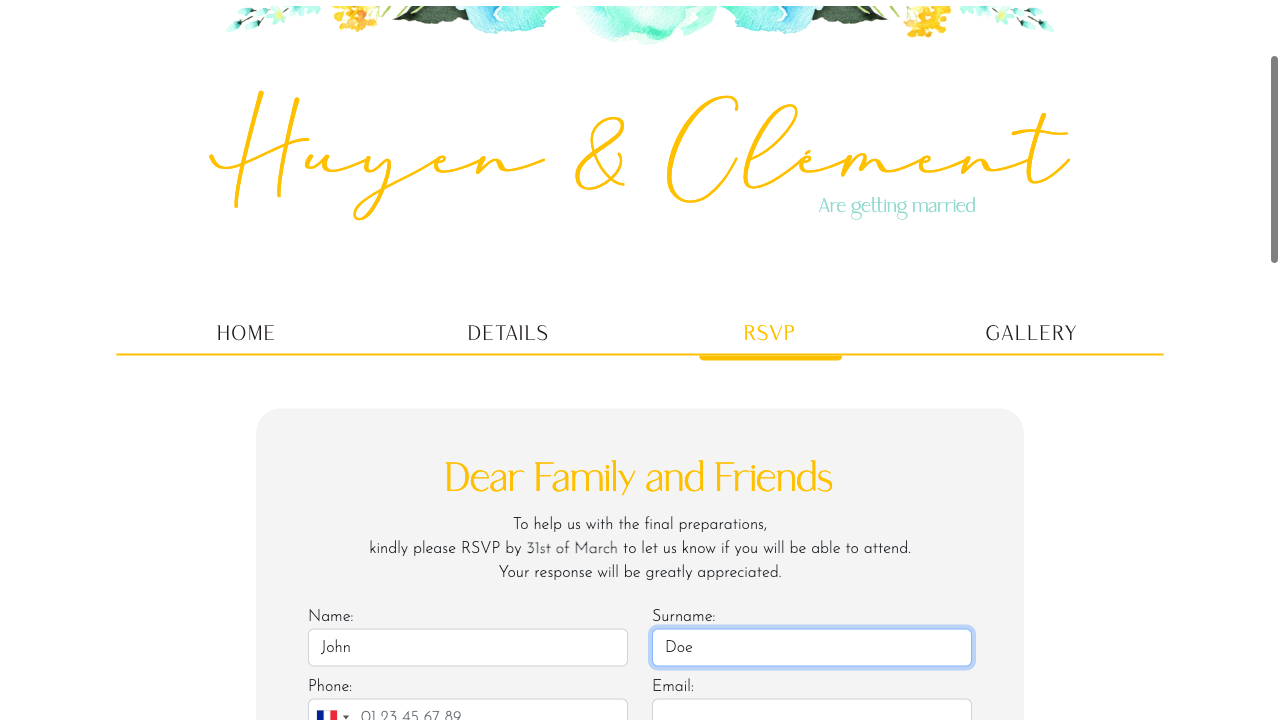 Huyen & Clément
Are getting married
HOME DETAILS RSVP GALLERY
Dear Family and Friends
To help us with the final preparations,
kindly please RSVP by 31st of March to let us know if you will be able to attend.
Your response will be greatly appreciated.
Name: Surname:
John Doe
Phone: Email:
01 23 45 67 89